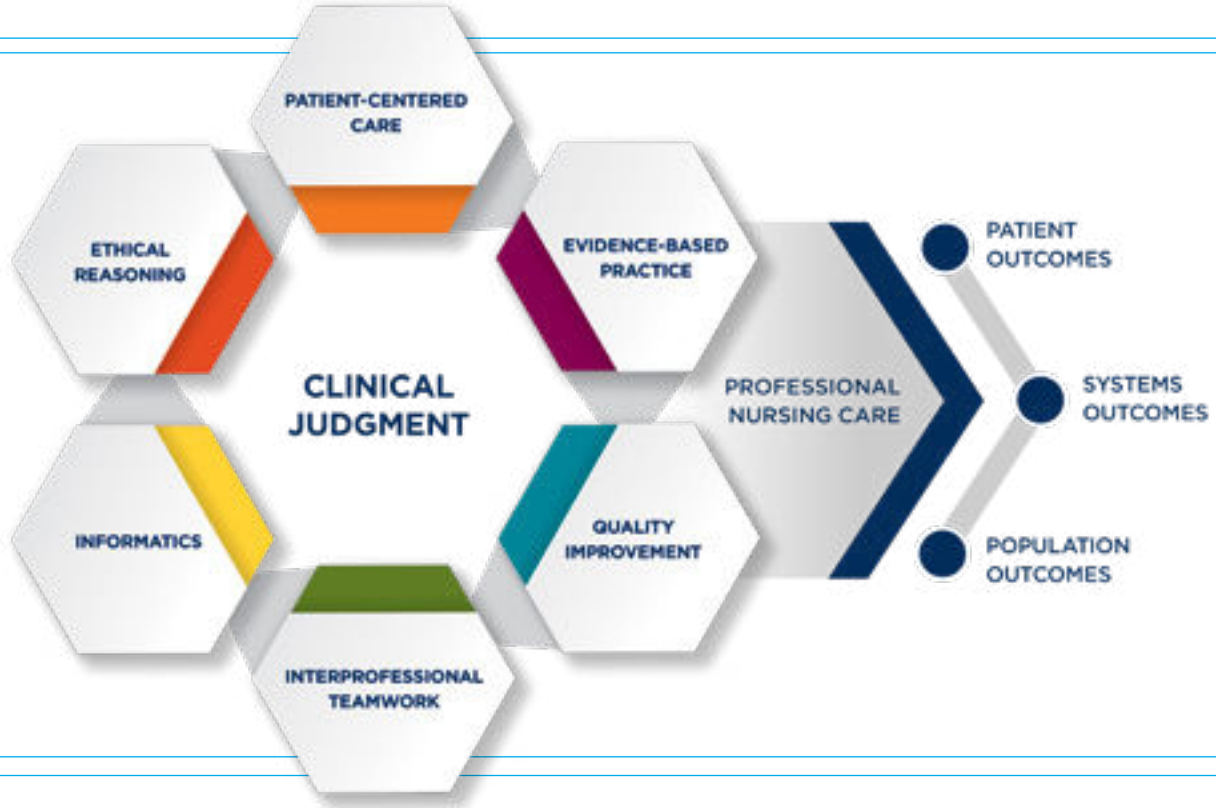 PATIENT-CENTERED
CARE
ETHICAL
REASONING
EVIDENCE-BASED
PRACTICE
CLINICAL
JUDGMENT
INFORMATICS
QUALITY
IMPROVEMENT
INTERPROFESSIONAL
TEAMWORK
PROFESSIONAL
NURSING CARE
PATIENT
OUTCOMES
SYSTEMS
OUTCOMES
POPULATION
OUTCOMES